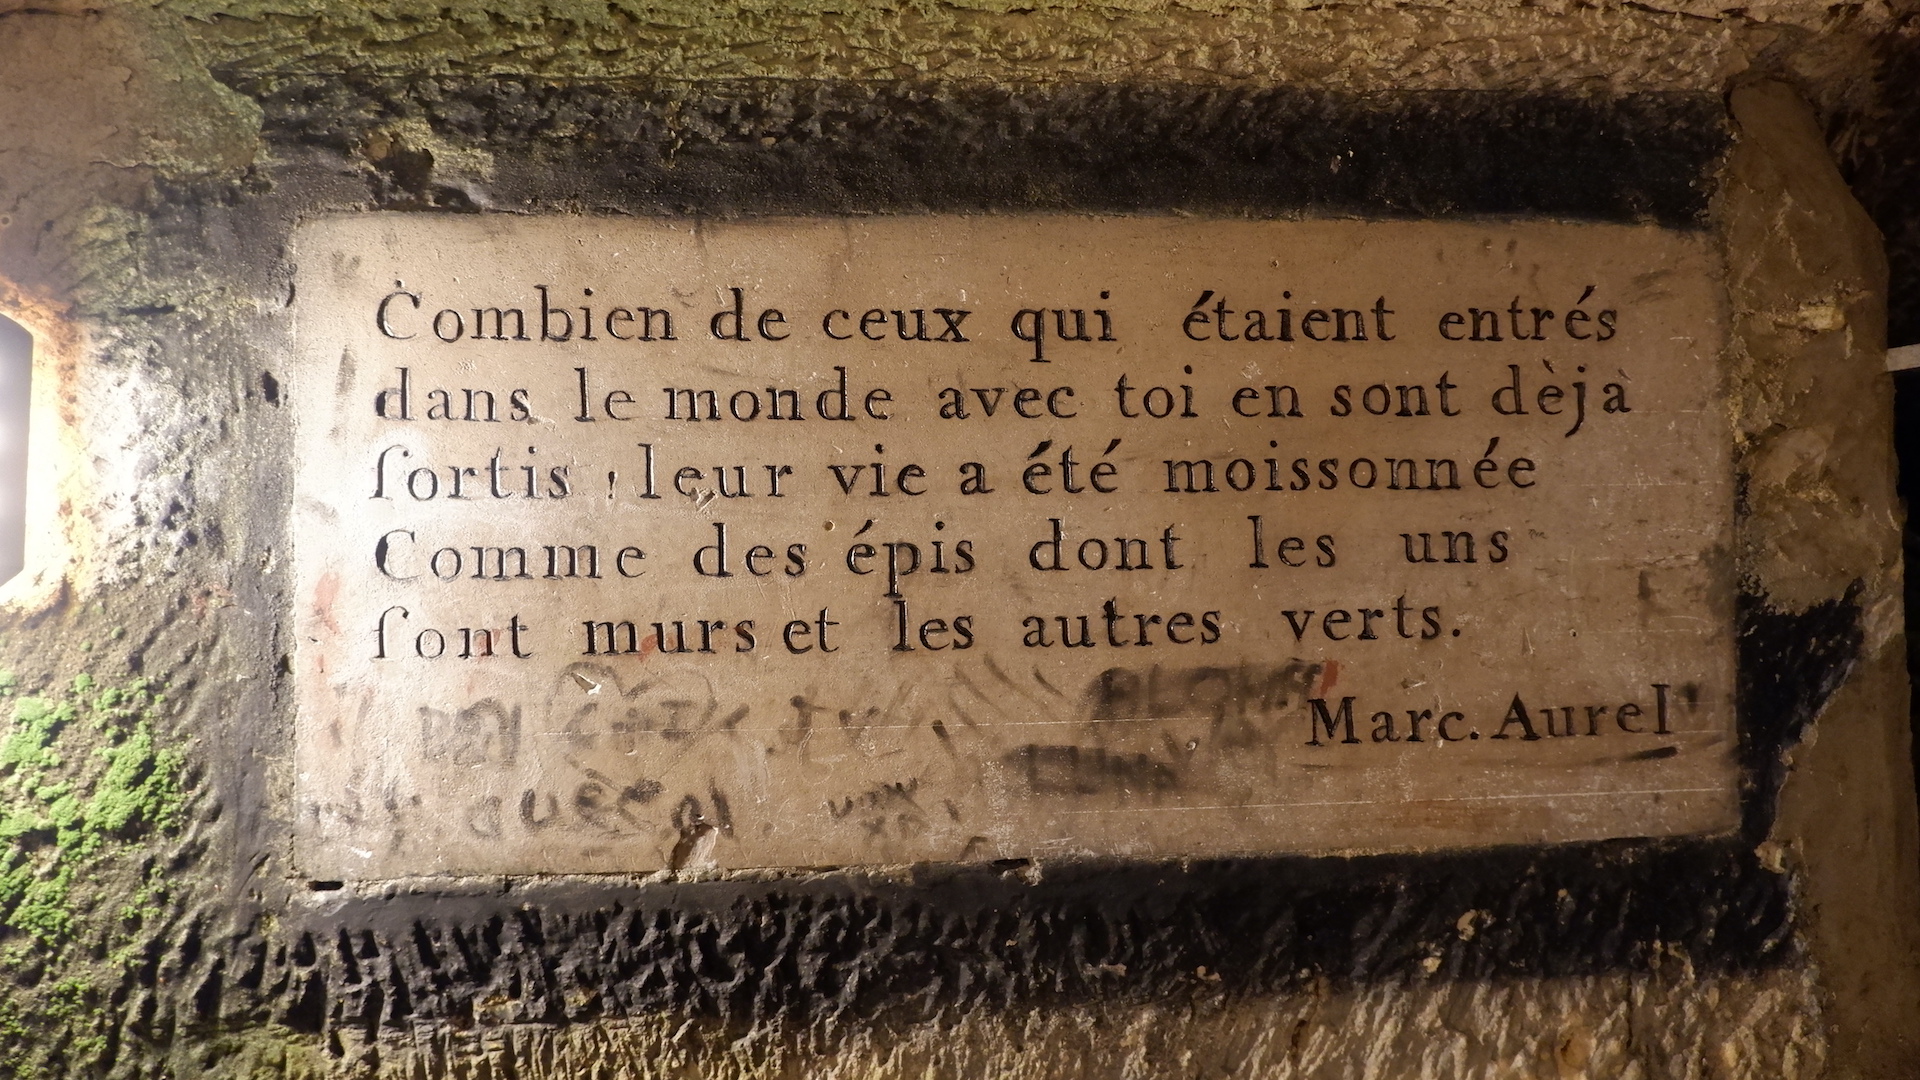 Combien de ceux qui étaient entrés
dans le monde avec toi en sont dèjà
ſortis, leur vie a été moissonnée
Comme des épis dont les uns
ſont murs et les autres verts.
Marc. Aurel